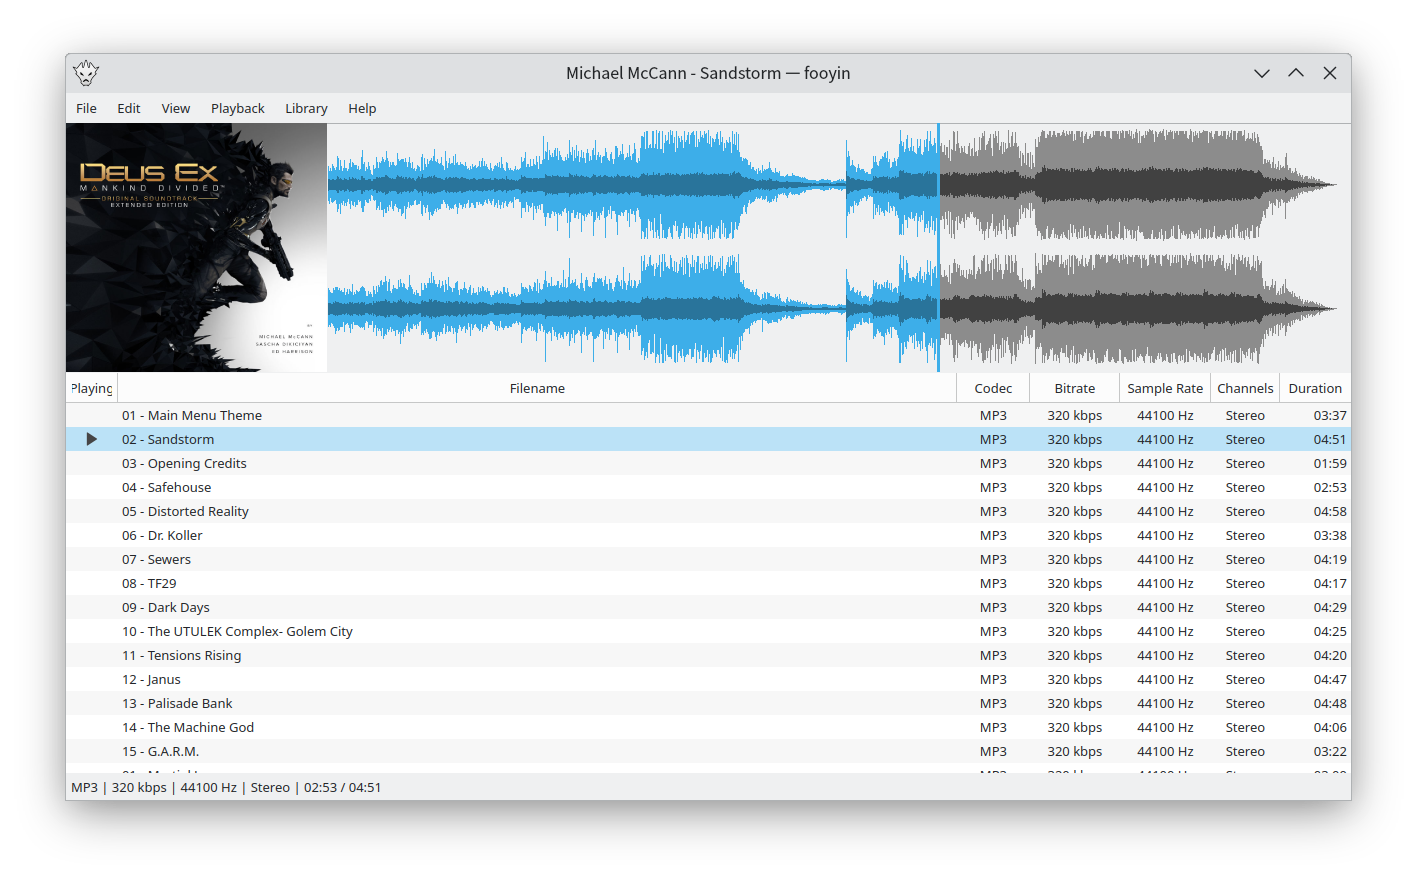 Michael McCann - Sandstorm — fooyin
File Edit View Playback Library Help
DEUS EX
MANKIND DIVIDED™
ORIGINAL SOUNDTRACK
EXTENDED EDITION
BY
MICHAEL McCANN
SASCHA DIKICIYAN
ED HARRISON
Playing Filename Codec Bitrate Sample Rate Channels Duration
01 - Main Menu Theme MP3 320 kbps 44100 Hz Stereo 03:37
02 - Sandstorm MP3 320 kbps 44100 Hz Stereo 04:51
03 - Opening Credits MP3 320 kbps 44100 Hz Stereo 01:59
04 - Safehouse MP3 320 kbps 44100 Hz Stereo 02:53
05 - Distorted Reality MP3 320 kbps 44100 Hz Stereo 04:58
06 - Dr. Koller MP3 320 kbps 44100 Hz Stereo 03:38
07 - Sewers MP3 320 kbps 44100 Hz Stereo 04:19
08 - TF29 MP3 320 kbps 44100 Hz Stereo 04:17
09 - Dark Days MP3 320 kbps 44100 Hz Stereo 04:29
10 - The UTULEK Complex- Golem City MP3 320 kbps 44100 Hz Stereo 04:25
11 - Tensions Rising MP3 320 kbps 44100 Hz Stereo 04:20
12 - Janus MP3 320 kbps 44100 Hz Stereo 04:47
13 - Palisade Bank MP3 320 kbps 44100 Hz Stereo 04:48
14 - The Machine God MP3 320 kbps 44100 Hz Stereo 04:06
15 - G.A.R.M. MP3 320 kbps 44100 Hz Stereo 03:22
MP3 | 320 kbps | 44100 Hz | Stereo | 02:53 / 04:51